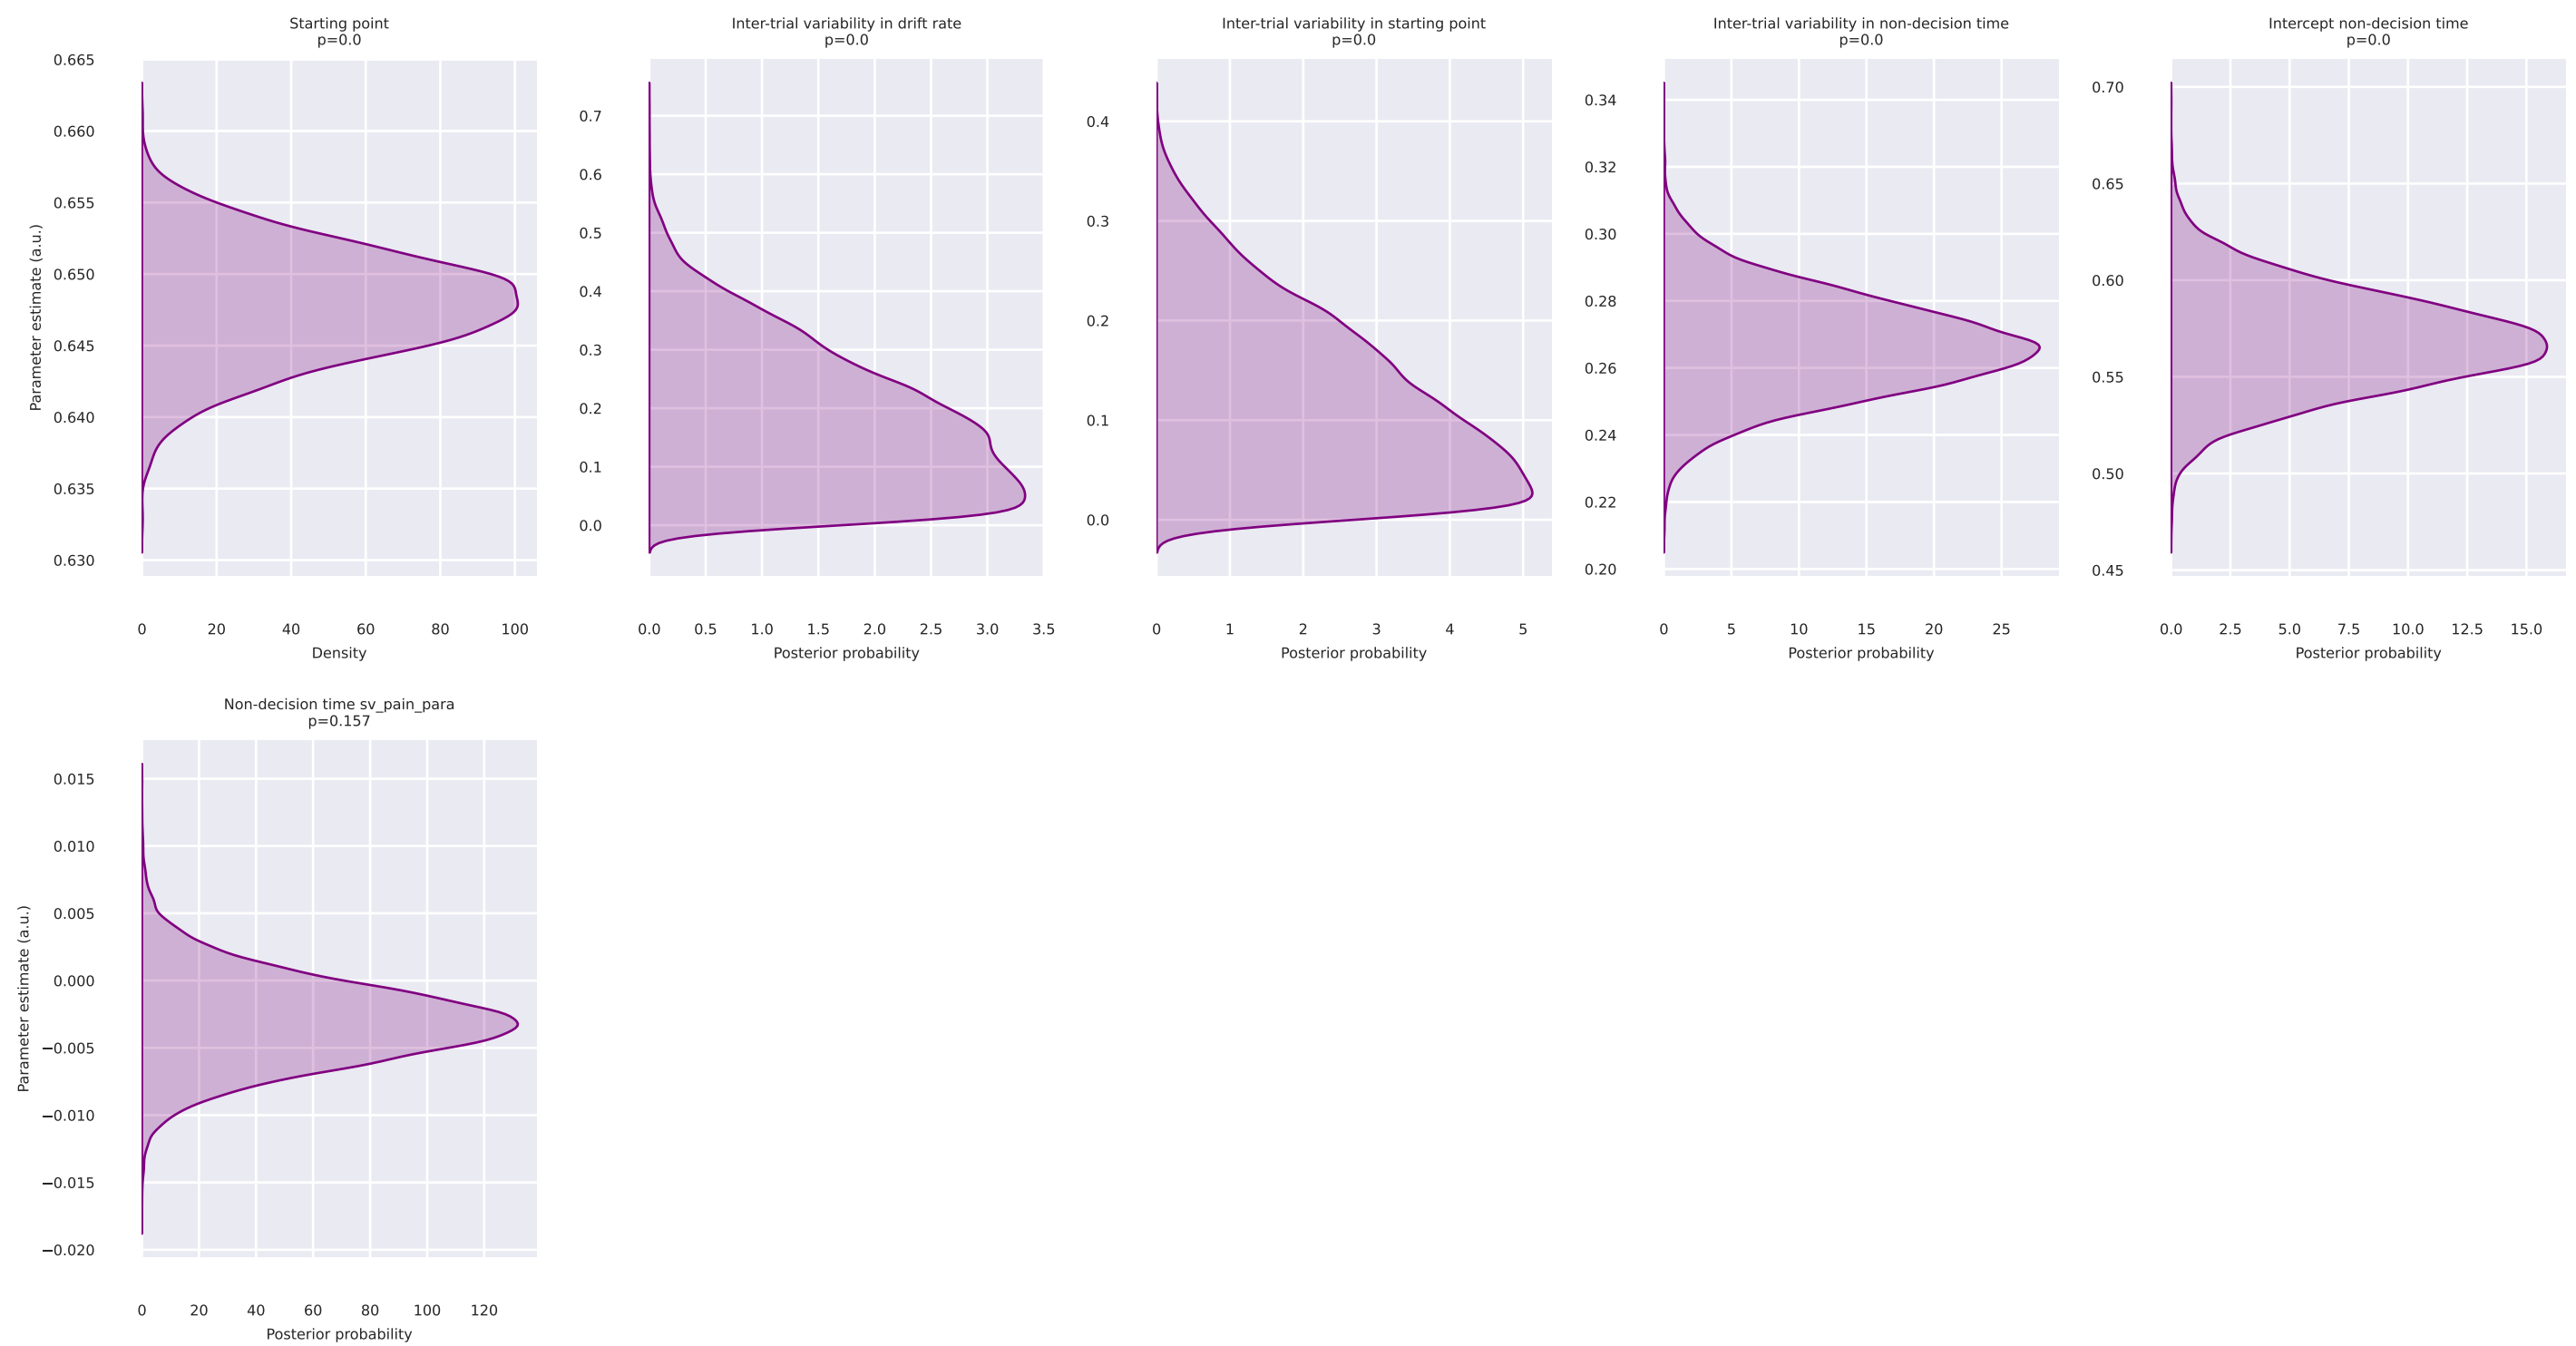 Starting point
p=0.0
Inter-trial variability in drift rate
p=0.0
Inter-trial variability in starting point
p=0.0
Inter-trial variability in non-decision time
p=0.0
Intercept non-decision time
p=0.0
Parameter estimate (a.u.)
0.665
0.660
0.655
0.650
0.645
0.640
0.635
0.630
0 20 40 60 80 100
Density
0.7
0.6
0.5
0.4
0.3
0.2
0.1
0.0
0.0 0.5 1.0 1.5 2.0 2.5 3.0 3.5
Posterior probability
0.4
0.3
0.2
0.1
0.0
0 1 2 3 4 5
Posterior probability
0.34
0.32
0.30
0.28
0.26
0.24
0.22
0.20
0 5 10 15 20 25
Posterior probability
0.70
0.65
0.60
0.55
0.50
0.45
0.0 2.5 5.0 7.5 10.0 12.5 15.0
Posterior probability
Non-decision time sv_pain_para
p=0.157
Parameter estimate (a.u.)
0.015
0.010
0.005
0.000
−0.005
−0.010
−0.015
−0.020
0 20 40 60 80 100 120
Posterior probability